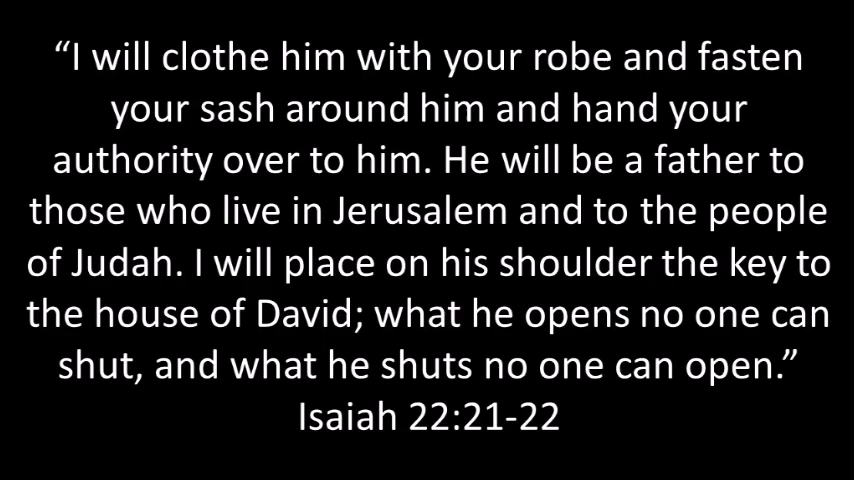 “I will clothe him with your robe and fasten
your sash around him and hand your
authority over to him. He will be a father to
those who live in Jerusalem and to the people
of Judah. I will place on his shoulder the key to
the house of David; what he opens no one can
shut, and what he shuts no one can open.”
Isaiah 22:21-22